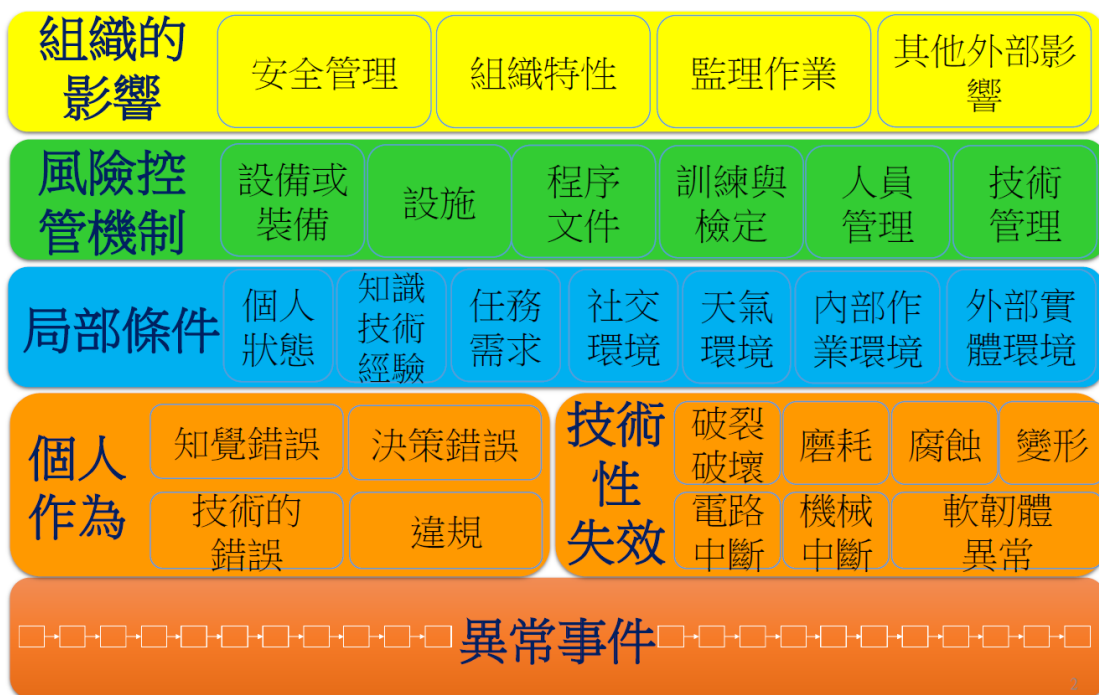 組織的
影響
安全管理
組織特性
監理作業
其他外部影
響
風險控
管機制
設備或
裝備
設施
程序
文件
訓練與
檢定
人員
管理
技術
管理
局部條件
個人
狀態
知識
技術
經驗
任務
需求
社交
環境
天氣
環境
內部作
業環境
外部實
體環境
個人
作為
知覺錯誤
決策錯誤
技術的
錯誤
違規
技術
性
失效
破裂
破壞
磨耗
腐蝕
變形
電路
中斷
機械
中斷
軟韌體
異常
異常事件